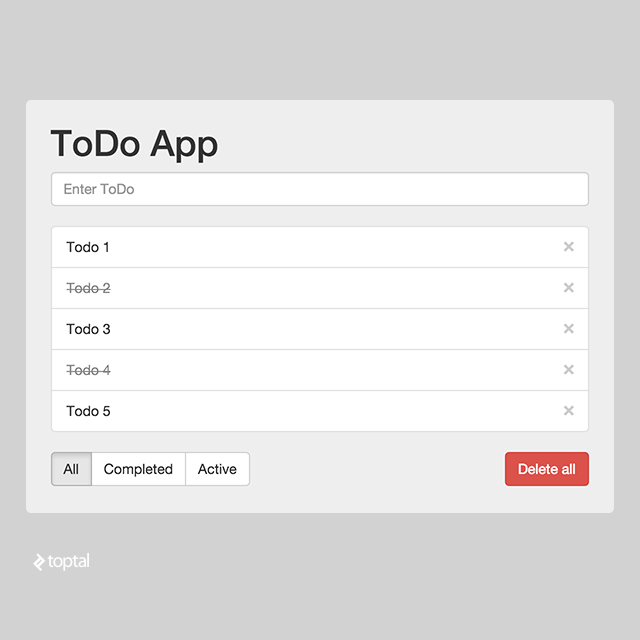 ToDo App
Enter ToDo
Todo 1 ×
Todo 2 ×
Todo 3 ×
Todo 4 ×
Todo 5 ×
All Completed Active Delete all
toptal